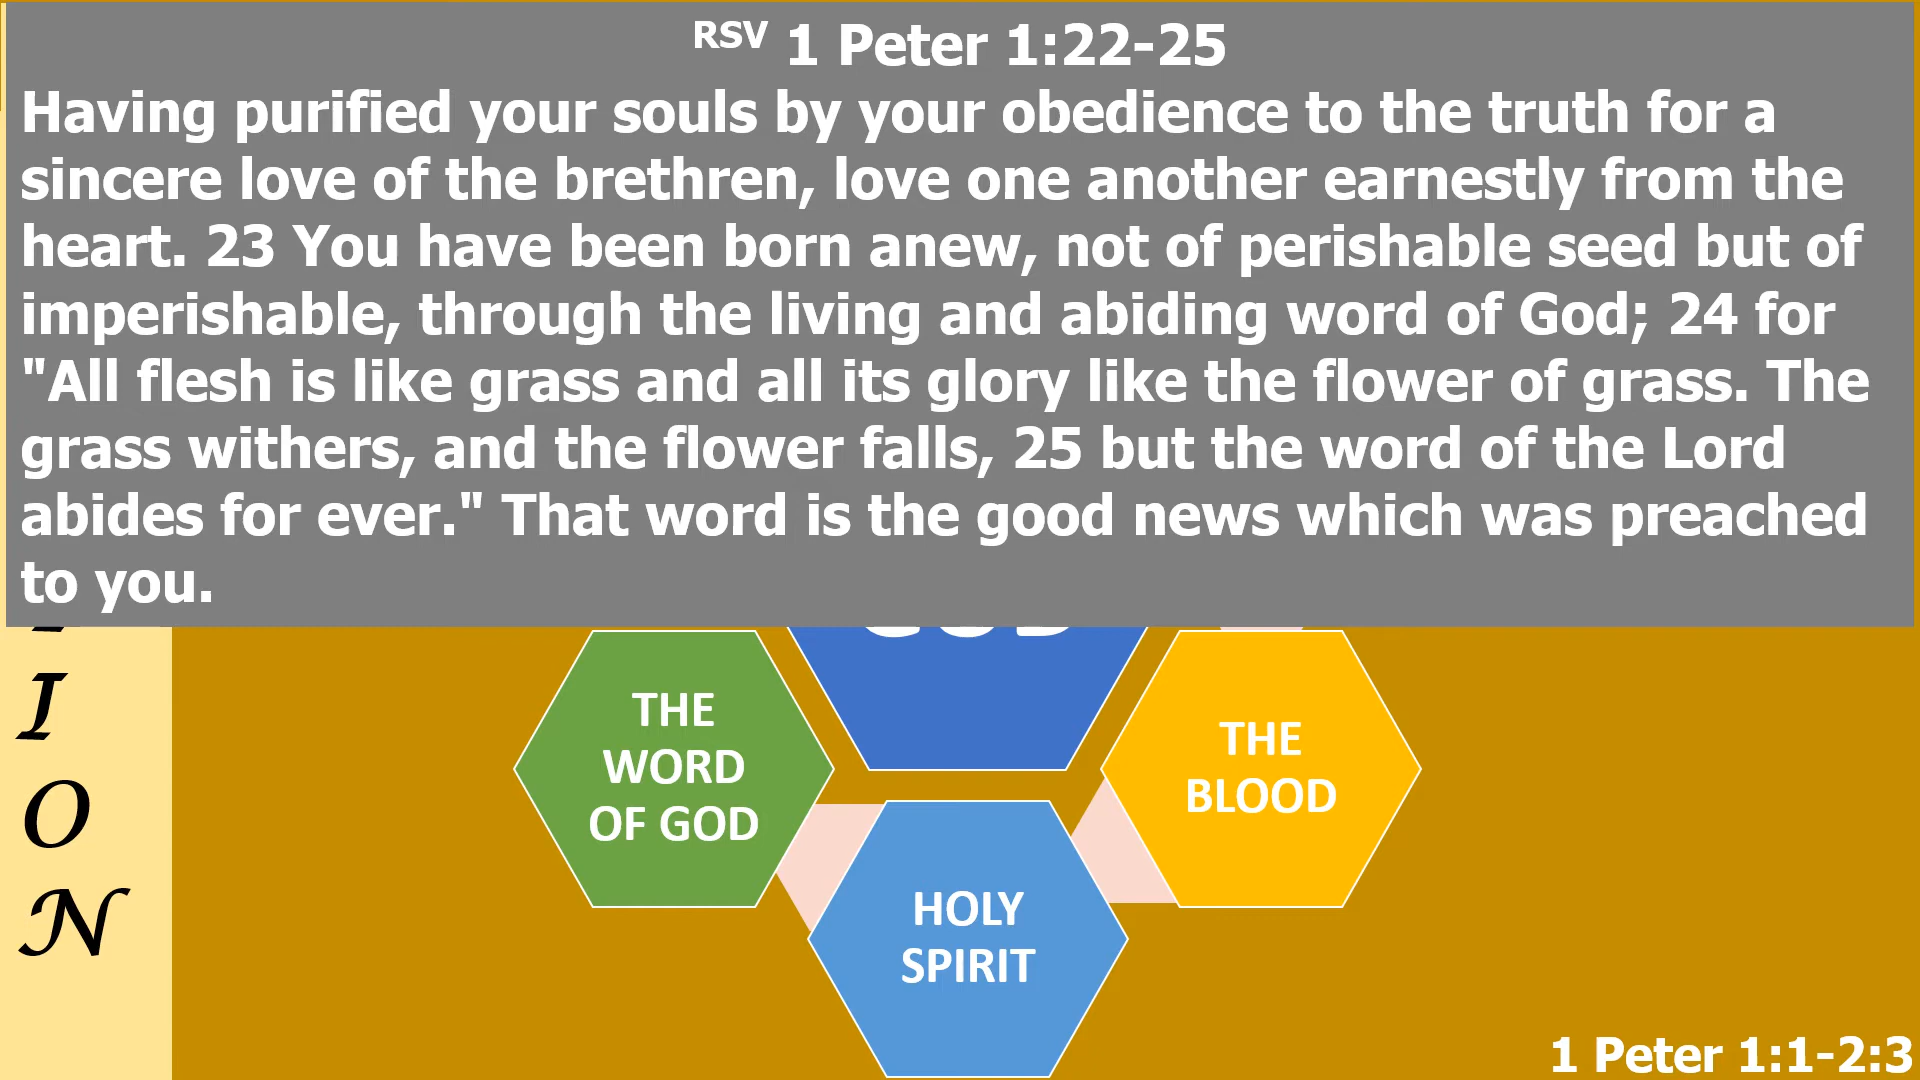 RSV 1 Peter 1:22-25
Having purified your souls by your obedience to the truth for a
sincere love of the brethren, love one another earnestly from the
heart. 23 You have been born anew, not of perishable seed but of
imperishable, through the living and abiding word of God; 24 for
"All flesh is like grass and all its glory like the flower of grass. The
grass withers, and the flower falls, 25 but the word of the Lord
abides for ever." That word is the good news which was preached
to you.
I
O
N
THE
WORD
OF GOD
THE
BLOOD
HOLY
SPIRIT
1 Peter 1:1-2:3